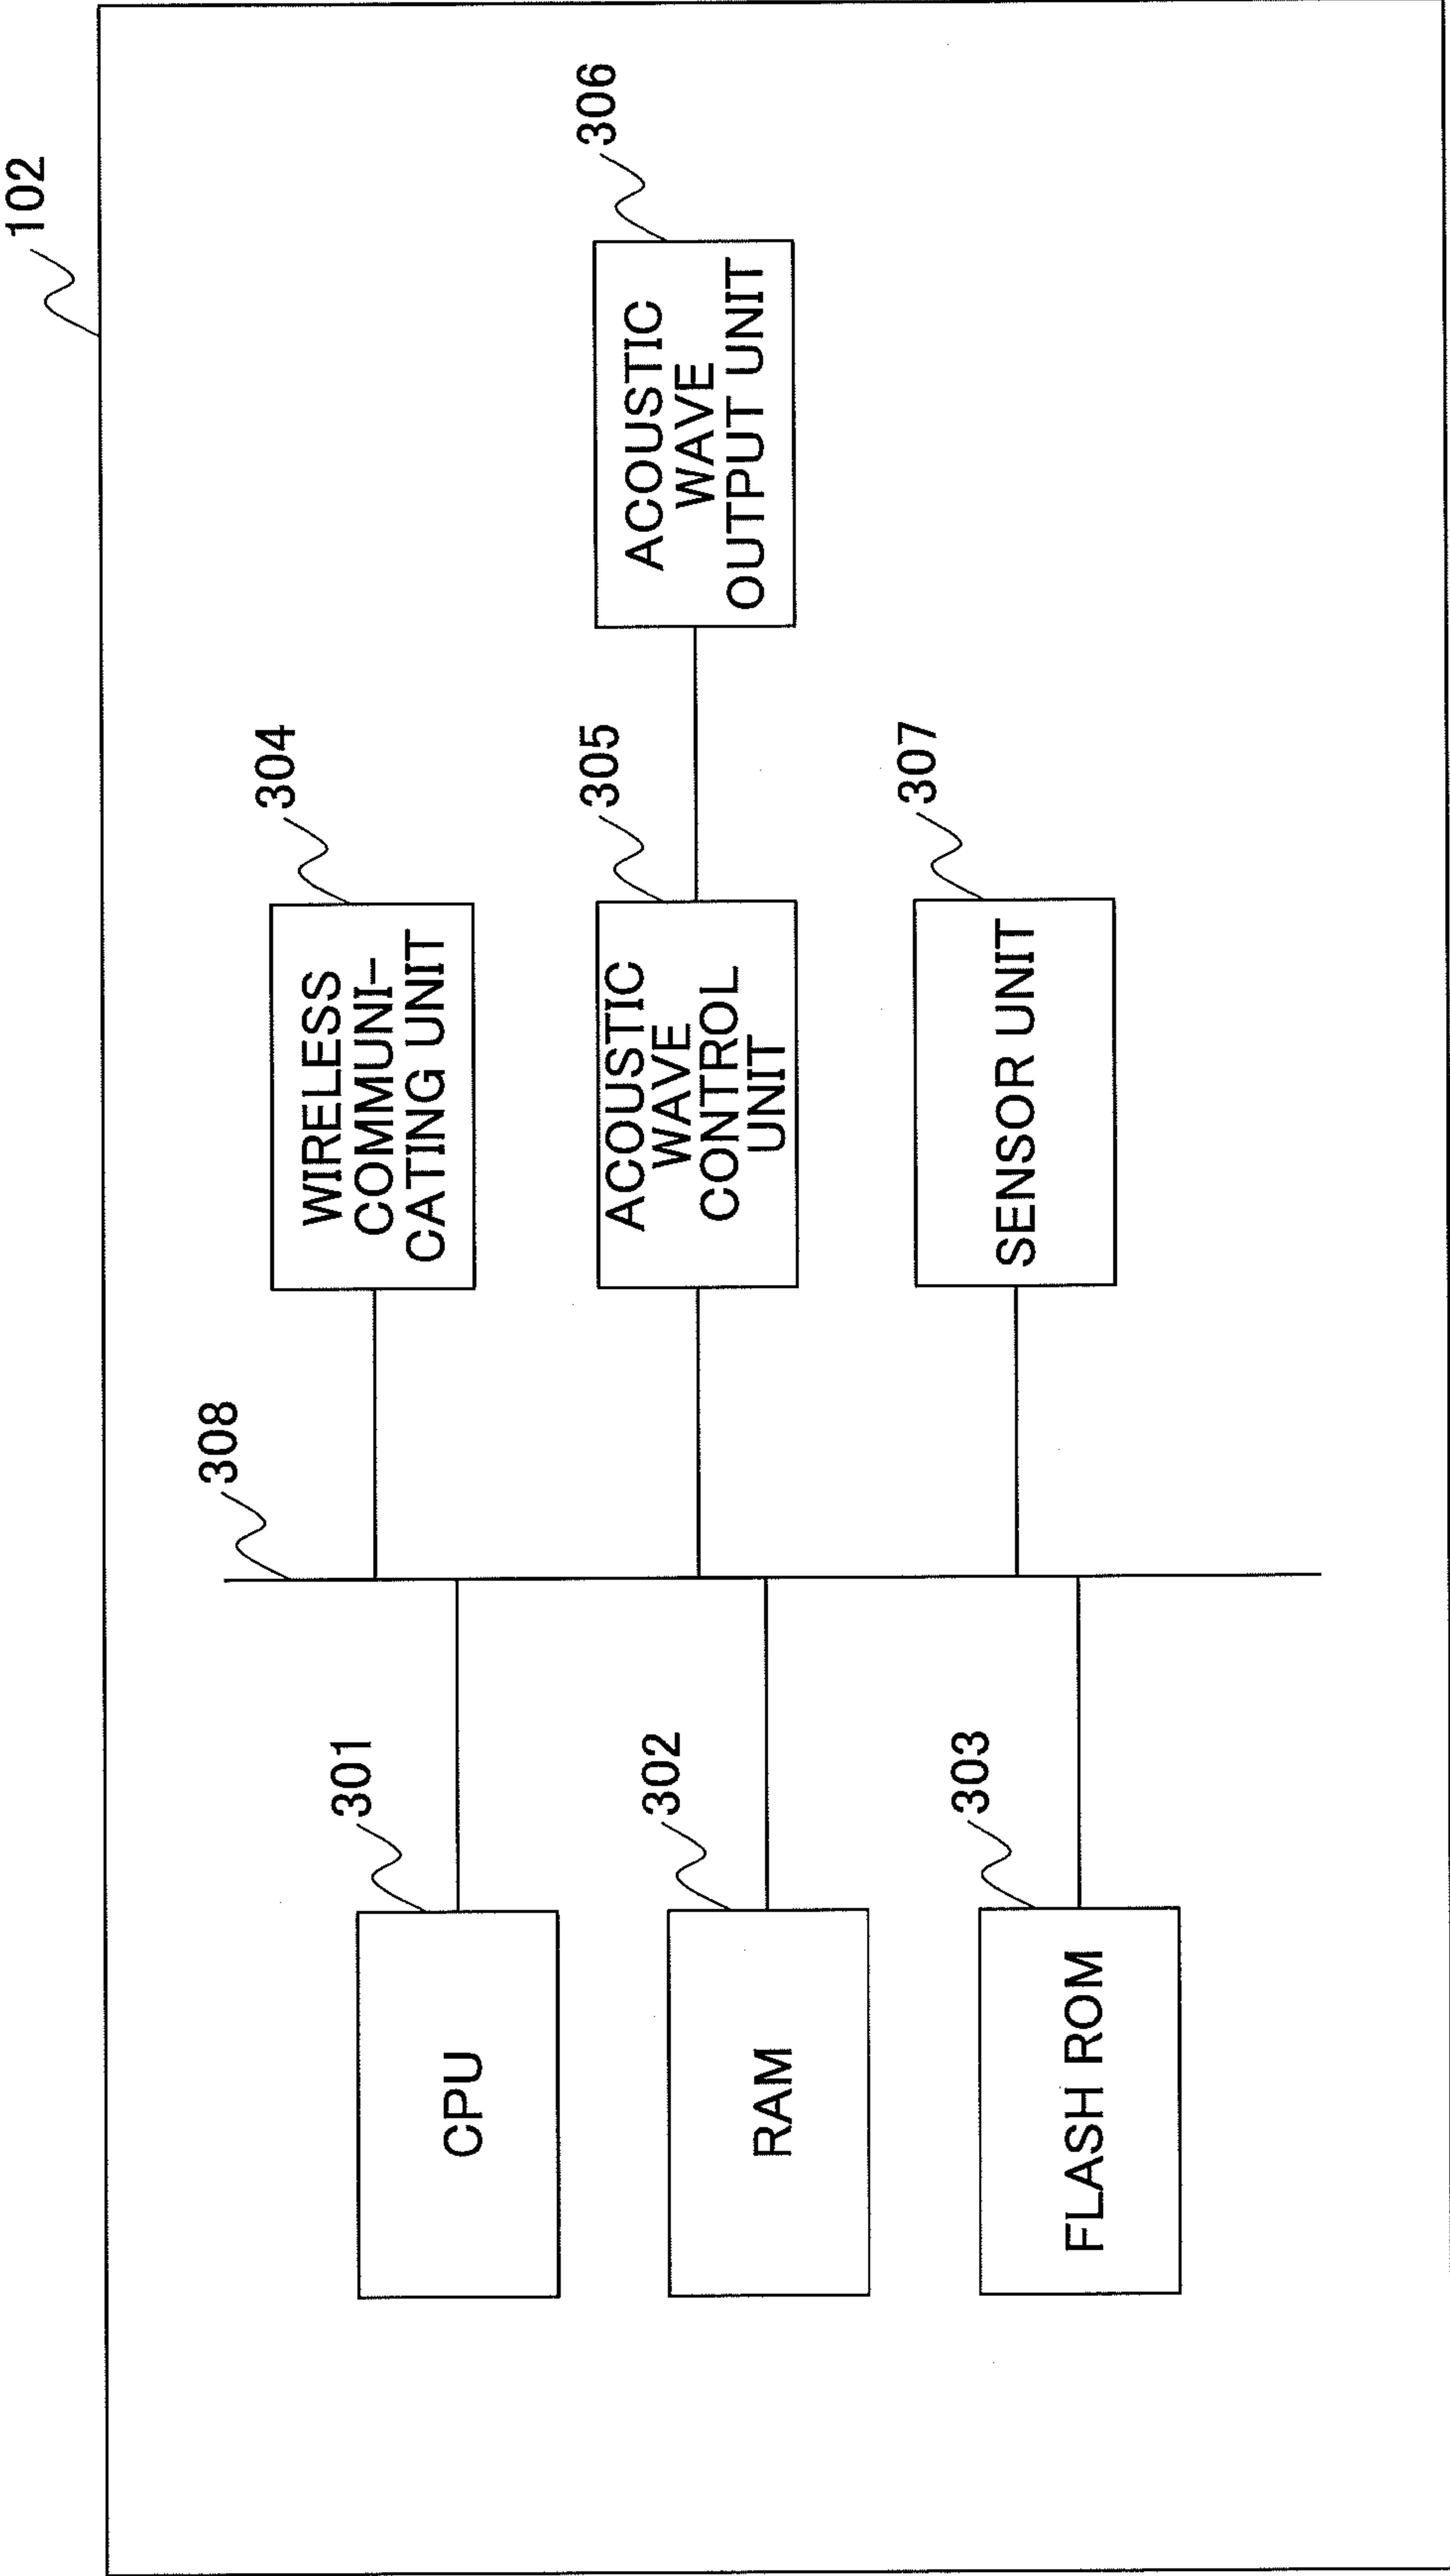 102
308
304
WIRELESS
COMMUNI-
CATING UNIT
301
CPU
305
ACOUSTIC
WAVE
CONTROL
UNIT
306
ACOUSTIC
WAVE
OUTPUT UNIT
302
RAM
307
SENSOR UNIT
303
FLASH ROM